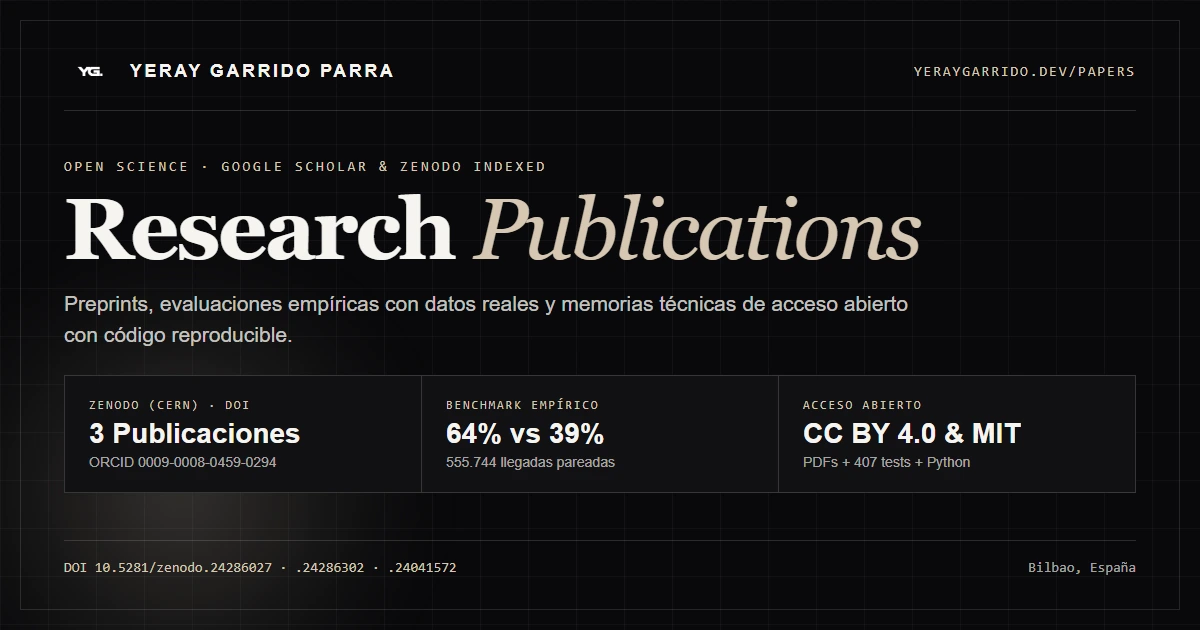 YG.
YERAY GARRIDO PARRA
YERAYGARRIDO.DEV/PAPERS
OPEN SCIENCE · GOOGLE SCHOLAR & ZENODO INDEXED
Research Publications
Preprints, evaluaciones empíricas con datos reales y memorias técnicas de acceso abierto
con código reproducible.
ZENODO (CERN) · DOI
3 Publicaciones
ORCID 0009-0008-0459-0294
BENCHMARK EMPÍRICO
64% vs 39%
555.744 llegadas pareadas
ACCESO ABIERTO
CC BY 4.0 & MIT
PDFs + 407 tests + Python
DOI 10.5281/zenodo.24286027 · .24286302 · .24041572
Bilbao, España